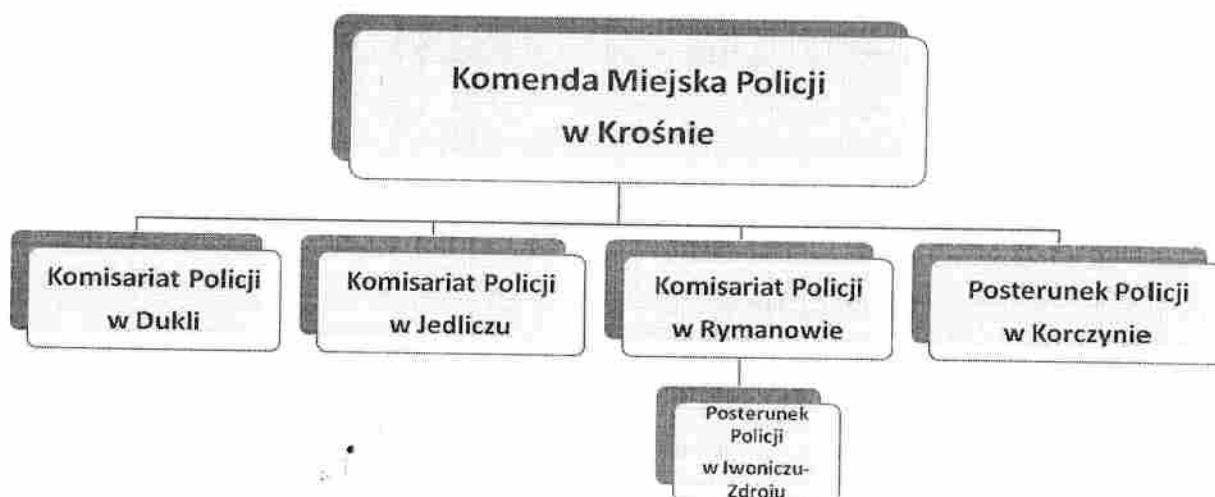 Komenda Miejska Policji
w Krośnie
Komisariat Policji
w Dukli
Komisariat Policji
w Jedliczu
Komisariat Policji
w Rymanowie
Posterunek Policji
w Korczynie
Posterunek
Policji
w Iwoniczu-
Zdroju